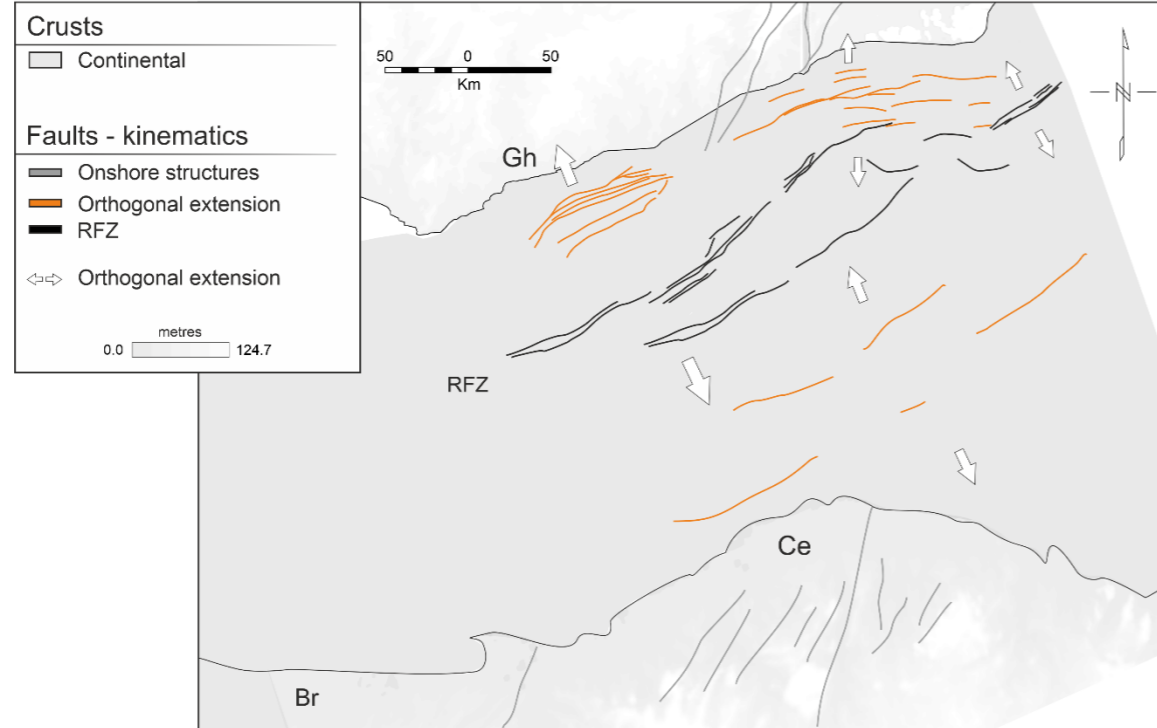 Crusts
Continental
Faults - kinematics
Onshore structures
Orthogonal extension
RFZ
Orthogonal extension
metres
0.0 124.7
50 0 50
Km
N
Gh
RFZ
Ce
Br